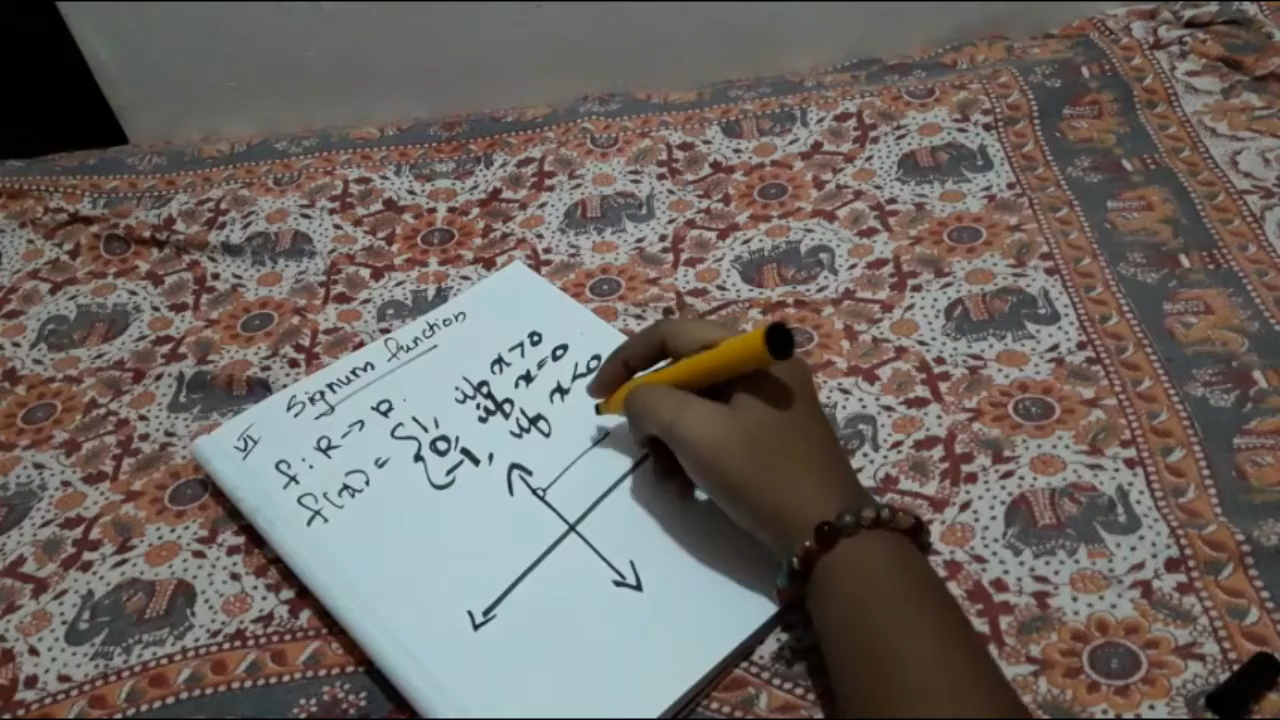 VI Signum function
f : R → R.
f(x) = { 1, if x > 0
0, if x = 0
-1, if x < 0